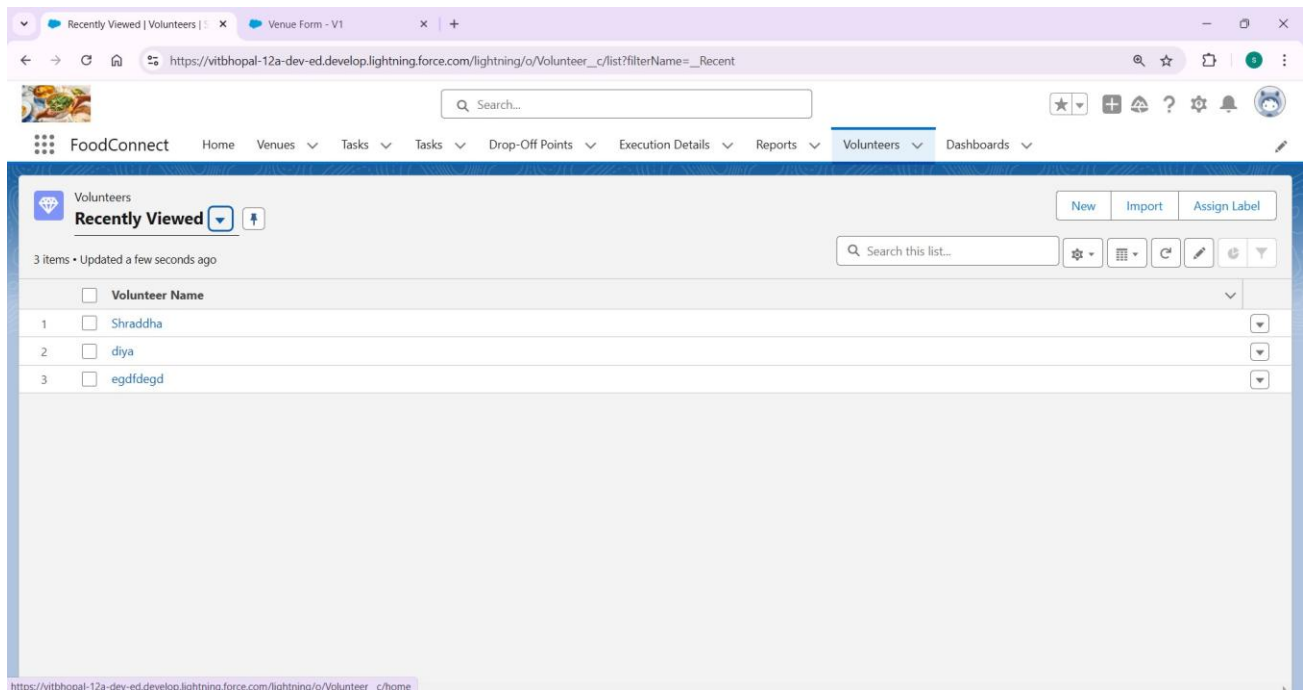 Recently Viewed | Volunteers | S
Venue Form - V1
https://vitbhopal-12a-dev-ed.develop.lightning.force.com/lightning/o/Volunteer__c/list?filterName=__Recent
S
Search...
FoodConnect Home Venues Tasks Tasks Drop-Off Points Execution Details Reports Volunteers Dashboards
Volunteers
Recently Viewed
New Import Assign Label
3 items • Updated a few seconds ago
Search this list...
Volunteer Name
1 Shraddha
2 diya
3 egdfdegd
https://vitbhopal-12a-dev-ed.develop.lightning.force.com/lightning/o/Volunteer__c/home